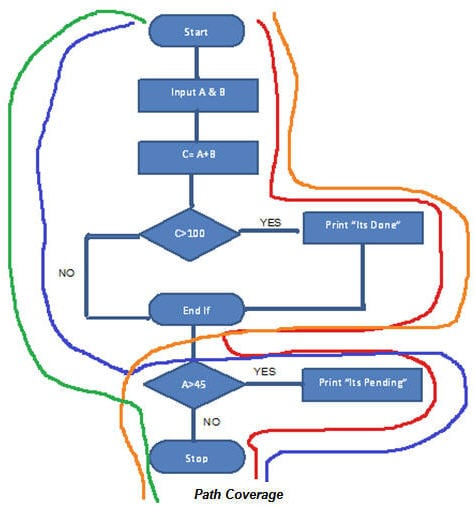 Start
Input A & B
C= A+B
C>100
YES
Print "Its Done"
NO
End If
A>45
YES
Print "Its Pending"
NO
Stop
Path Coverage